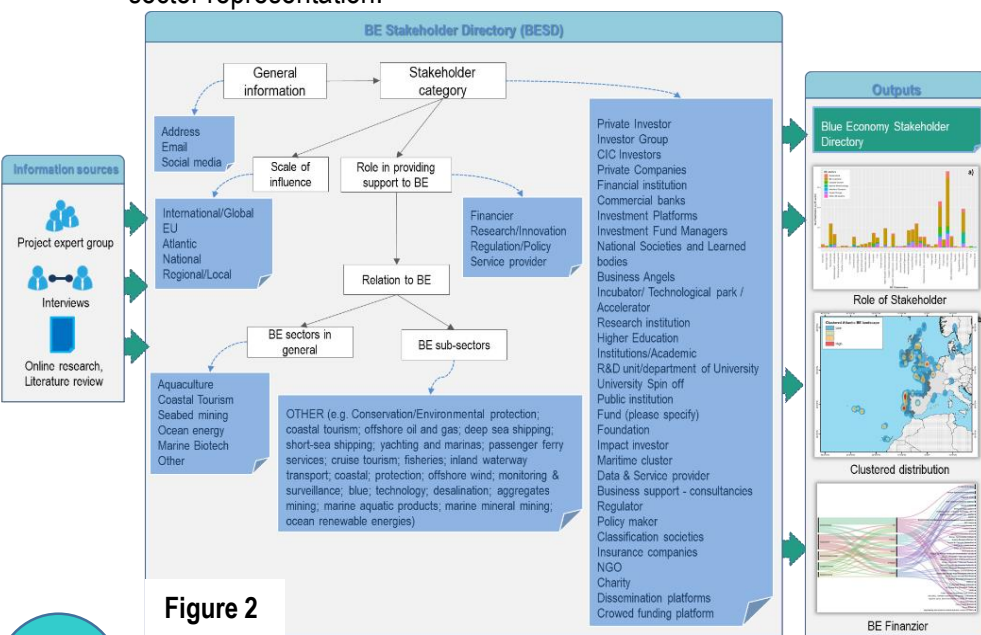 sector representation.
BE Stakeholder Directory (BESD)
General
information
Stakeholder
category
Address
Email
Social media
Scale of
influence
Role in providing
support to BE
International/Global
EU
Atlantic
National
Regional/Local
Financier
Research/Innovation
Regulation/Policy
Service provider
Relation to BE
BE sectors in
general
BE sub-sectors
Aquaculture
Coastal Tourism
Seabed mining
Ocean energy
Marine Biotech
Other
OTHER (e.g. Conservation/Environmental protection;
coastal tourism; offshore oil and gas; deep sea shipping;
short-sea shipping; yachting and marinas; passenger ferry
services; cruise tourism; fisheries; inland waterway
transport; coastal; protection; offshore wind; monitoring &
surveillance; blue; technology; desalination; aggregates
mining; marine aquatic products; marine mineral mining;
ocean renewable energies)
Private Investor
Investor Group
CIC Investors
Private Companies
Financial institution
Commercial banks
Investment Platforms
Investment Fund Managers
National Societies and Learned
bodies
Business Angels
Incubator/ Technological park /
Accelerator
Research institution
Higher Education
Institutions/Academic
R&D unit/department of University
University Spin off
Public institution
Fund (please specify)
Foundation
Impact investor
Maritime cluster
Data & Service provider
Business support - consultancies
Regulator
Policy maker
Classification societies
Insurance companies
NGO
Charity
Dissemination platforms
Crowed funding platform
Information sources
Project expert group
Interviews
Online research,
Literature review
Outputs
Blue Economy Stakeholder
Directory
a)
Role of Stakeholder
Clustered Atlantic BE landscape
Clustered distribution
BE Finanzier
Figure 2